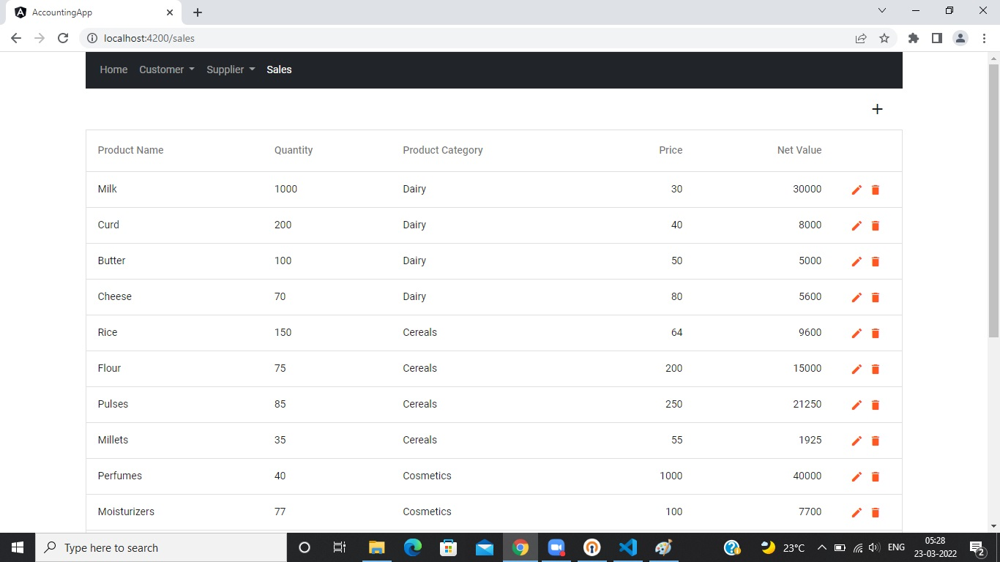 AccountingApp
localhost:4200/sales
Home Customer Supplier Sales
+
Product Name Quantity Product Category Price Net Value
Milk 1000 Dairy 30 30000
Curd 200 Dairy 40 8000
Butter 100 Dairy 50 5000
Cheese 70 Dairy 80 5600
Rice 150 Cereals 64 9600
Flour 75 Cereals 200 15000
Pulses 85 Cereals 250 21250
Millets 35 Cereals 55 1925
Perfumes 40 Cosmetics 1000 40000
Moisturizers 77 Cosmetics 100 7700
Type here to search
23°C
ENG
05:28
23-03-2022
2